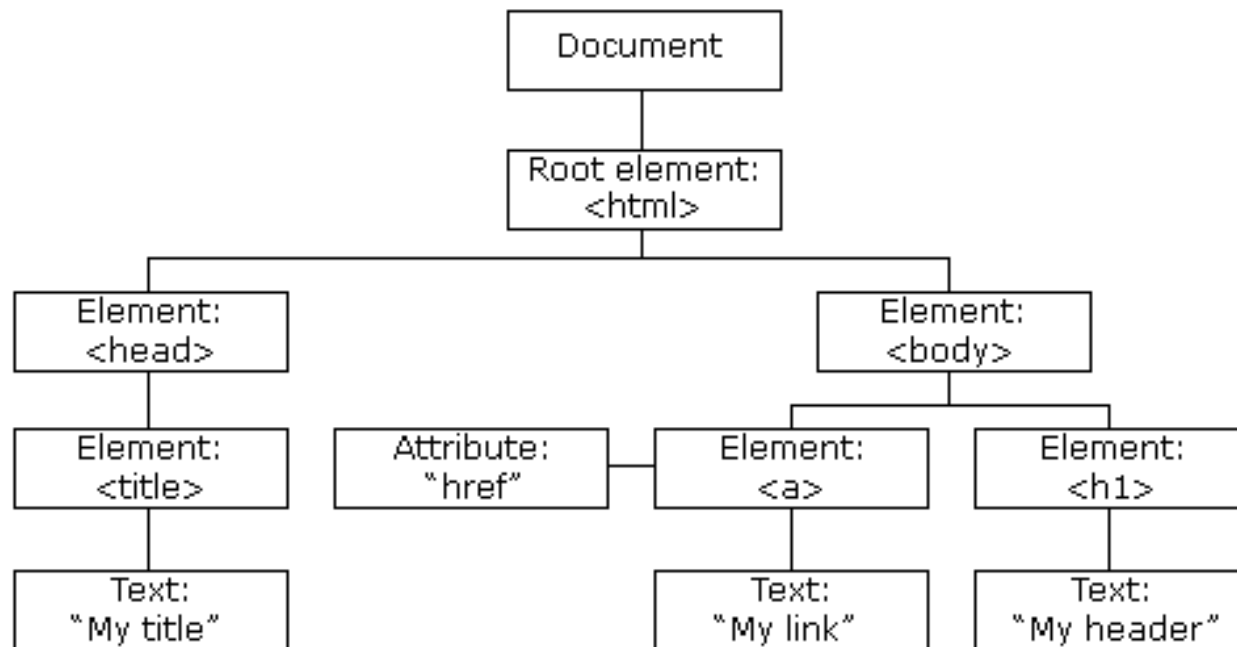 Document
Root element:
<html>
Element:
<head>
Element:
<body>
Element:
<title>
Attribute:
“href”
Element:
<a>
Element:
<h1>
Text:
“My title”
Text:
“My link”
Text:
“My header”